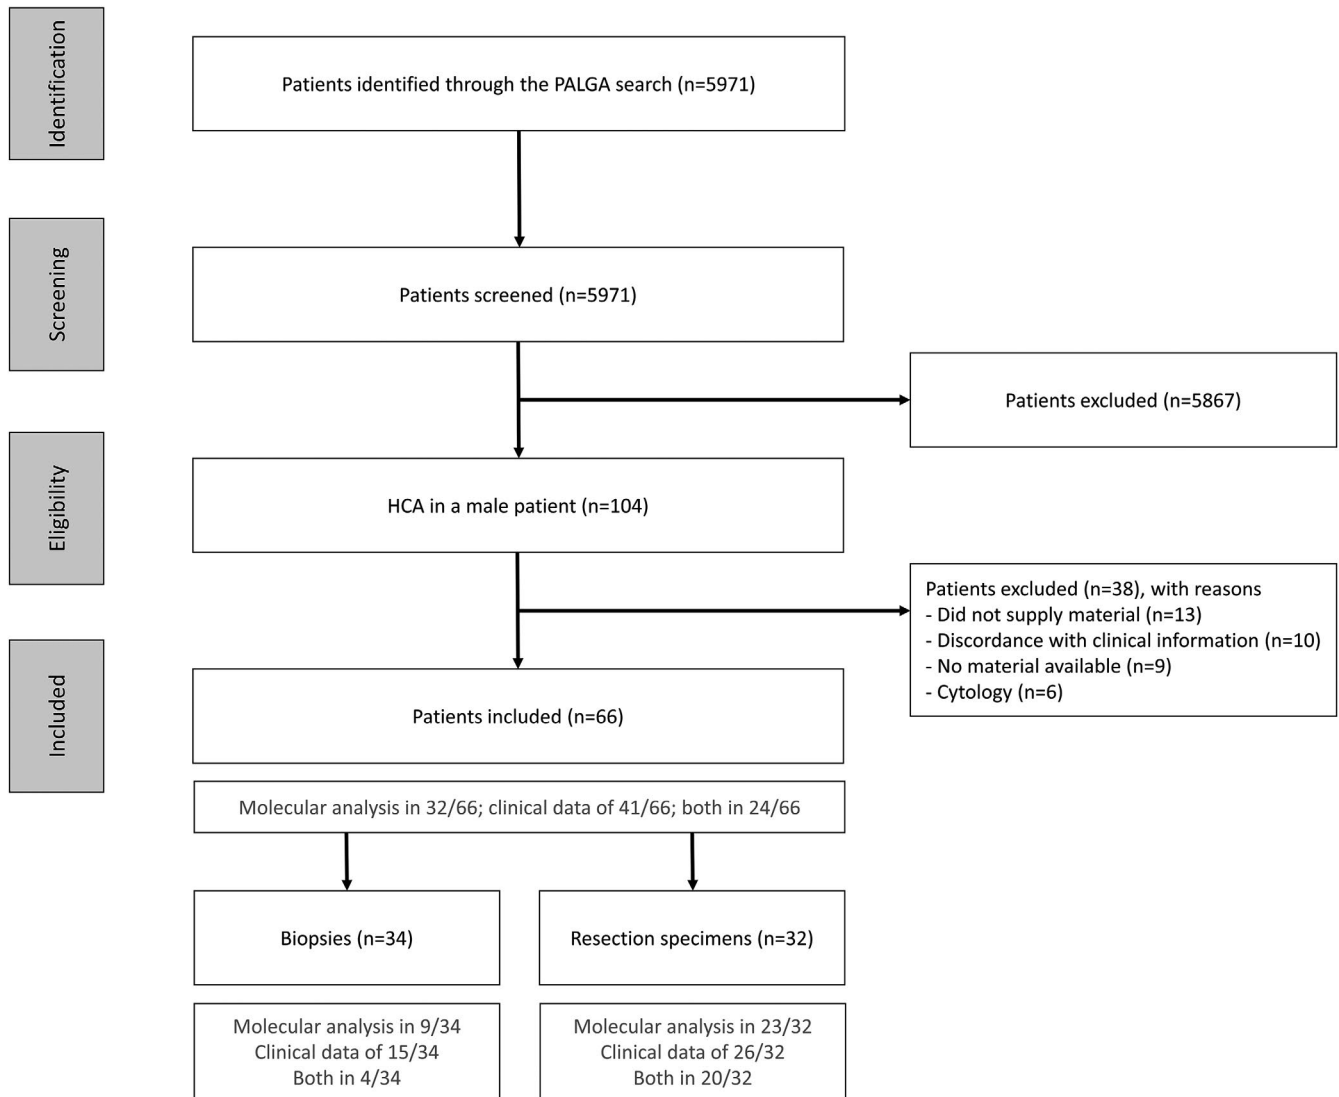 Identification
Patients identified through the PALGA search (n=5971)
Screening
Patients screened (n=5971)
Patients excluded (n=5867)
Eligibility
HCA in a male patient (n=104)
Patients excluded (n=38), with reasons
- Did not supply material (n=13)
- Discordance with clinical information (n=10)
- No material available (n=9)
- Cytology (n=6)
Included
Patients included (n=66)
Molecular analysis in 32/66; clinical data of 41/66; both in 24/66
Biopsies (n=34)
Resection specimens (n=32)
Molecular analysis in 9/34
Clinical data of 15/34
Both in 4/34
Molecular analysis in 23/32
Clinical data of 26/32
Both in 20/32